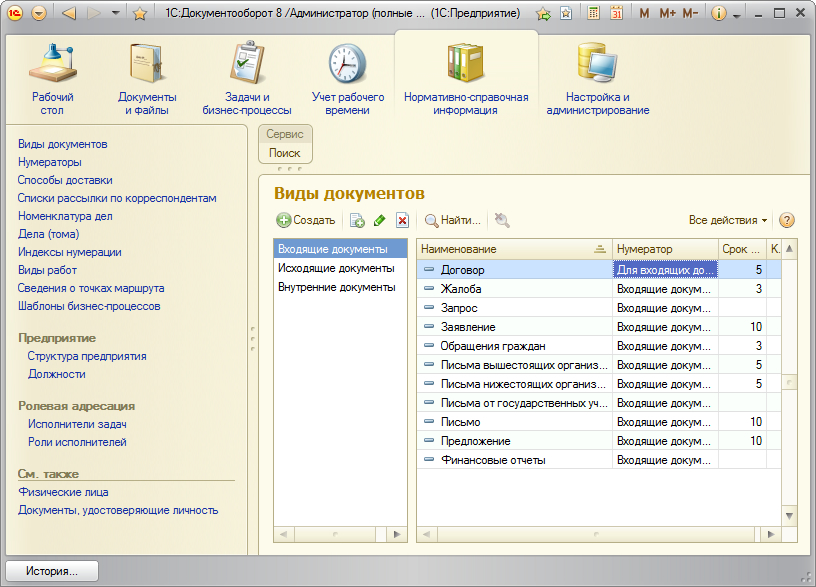 1С:Документооборот 8 /Администратор (полные ... (1С:Предприятие)
M M+ M-
Рабочий
стол
Документы
и файлы
Задачи и
бизнес-процессы
Учет рабочего
времени
Нормативно-справочная
информация
Настройка и
администрирование
Виды документов
Нумераторы
Способы доставки
Списки рассылки по корреспондентам
Номенклатура дел
Дела (тома)
Индексы нумерации
Виды работ
Сведения о точках маршрута
Шаблоны бизнес-процессов
Предприятие
Структура предприятия
Должности
Ролевая адресация
Исполнители задач
Роли исполнителей
См. также
Физические лица
Документы, удостоверяющие личность
Сервис
Поиск
Виды документов
Создать
Найти...
Все действия
?
Входящие документы
Исходящие документы
Внутренние документы
Наименование Нумератор Срок ... К.
Договор Для входящих до... 5
Жалоба Входящие докум... 3
Запрос Входящие докум...
Заявление Входящие докум... 10
Обращения граждан Входящие докум... 3
Письма вышестоящих организ... Входящие докум... 5
Письма нижестоящих организ... Входящие докум... 5
Письма от государственных уч... Входящие докум...
Письмо Входящие докум... 10
Предложение Входящие докум... 10
Финансовые отчеты Входящие докум...
История...